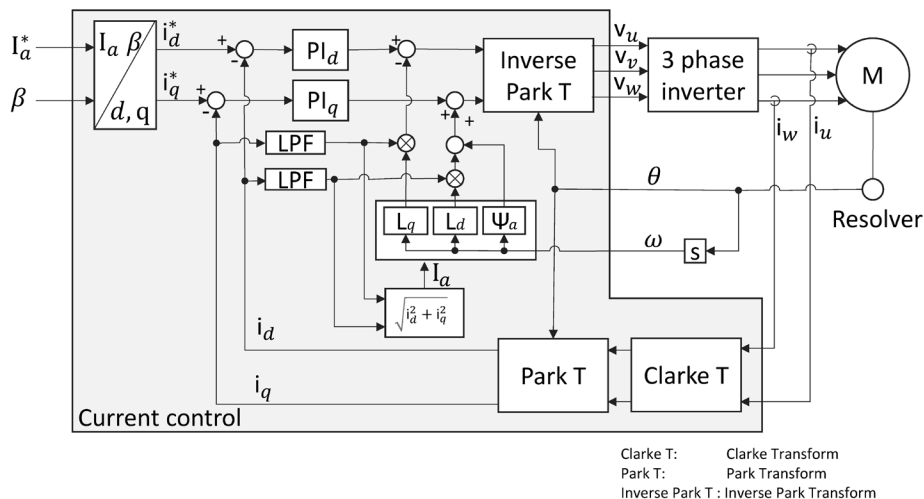 I*a
β
Ia β
d, q
i*d
i*q
+
-
+
-
PId
PIq
+
-
+
+
Inverse
Park T
vu
vv
vw
3 phase
inverter
M
iw
iu
LPF
LPF
θ
Resolver
Lq
Ld
Ψa
ω
s
Ia
√i2d + i2q
id
iq
Park T
Clarke T
Current control
Clarke T: Clarke Transform
Park T: Park Transform
Inverse Park T : Inverse Park Transform